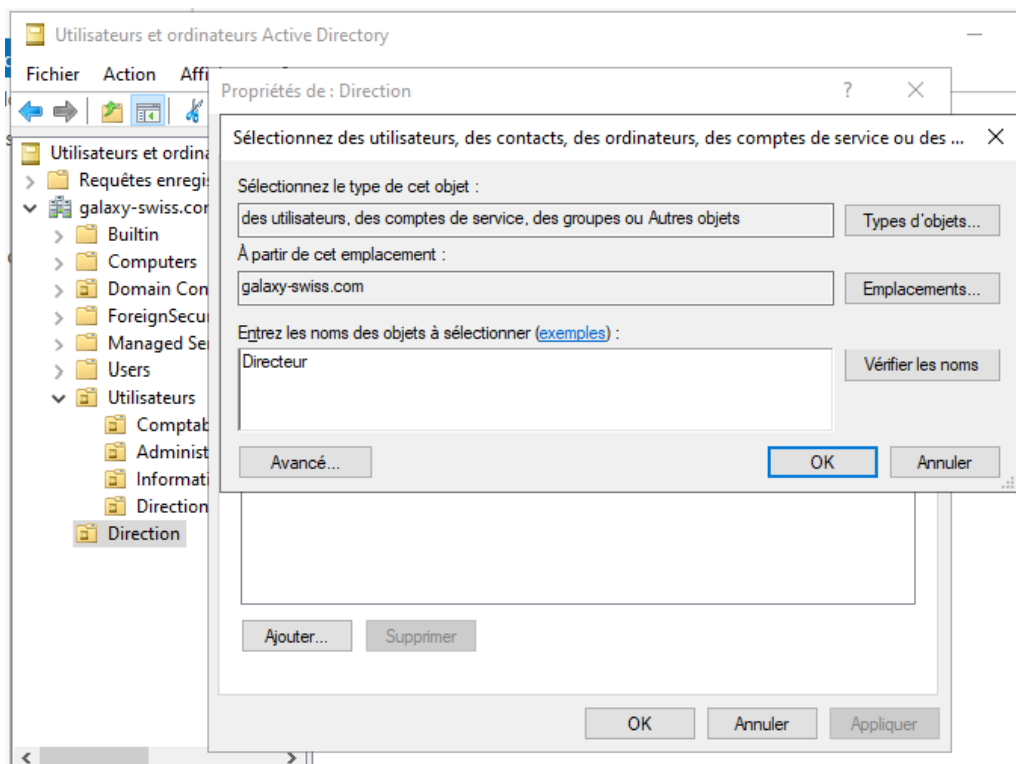 Utilisateurs et ordinateurs Active Directory
Fichier Action Affi
Propriétés de : Direction
Sélectionnez des utilisateurs, des contacts, des ordinateurs, des comptes de service ou des ...
Utilisateurs et ordina
Requêtes enregis
galaxy-swiss.com
Builtin
Computers
Domain Con
ForeignSecur
Managed Se
Users
Utilisateurs
Comptab
Administ
Informati
Direction
Direction
Sélectionnez le type de cet objet :
des utilisateurs, des comptes de service, des groupes ou Autres objets
Types d'objets...
À partir de cet emplacement :
galaxy-swiss.com
Emplacements...
Entrez les noms des objets à sélectionner (exemples) :
Directeur
Vérifier les noms
Avancé...
OK
Annuler
Ajouter...
Supprimer
OK
Annuler
Appliquer